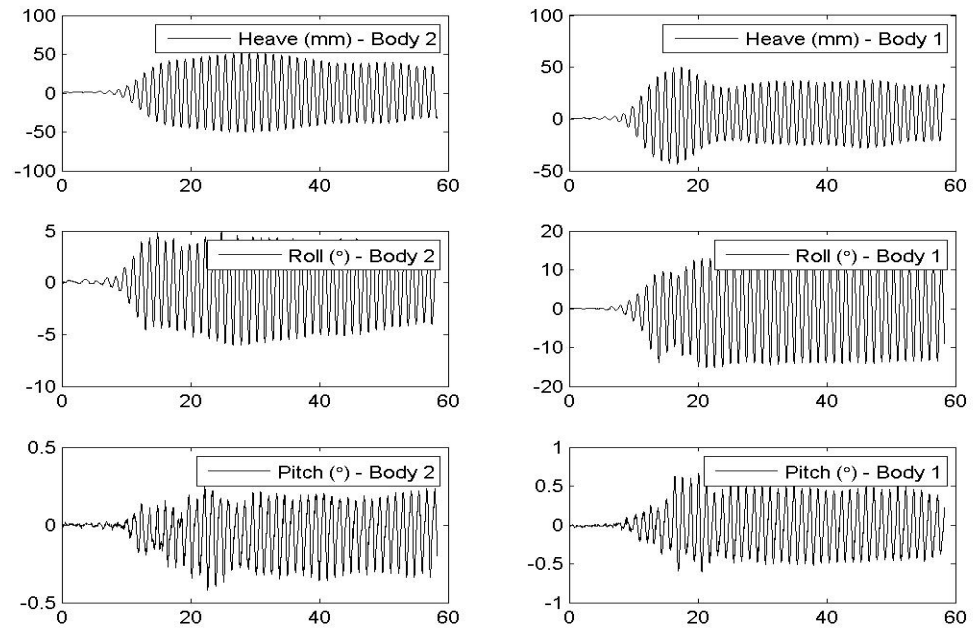 100
50
0
-50
-100
0 20 40 60
Heave (mm) - Body 2
100
50
0
-50
0 20 40 60
Heave (mm) - Body 1
5
0
-5
-10
0 20 40 60
Roll (°) - Body 2
20
10
0
-10
-20
0 20 40 60
Roll (°) - Body 1
0.5
0
-0.5
0 20 40 60
Pitch (°) - Body 2
1
0.5
0
-0.5
-1
0 20 40 60
Pitch (°) - Body 1